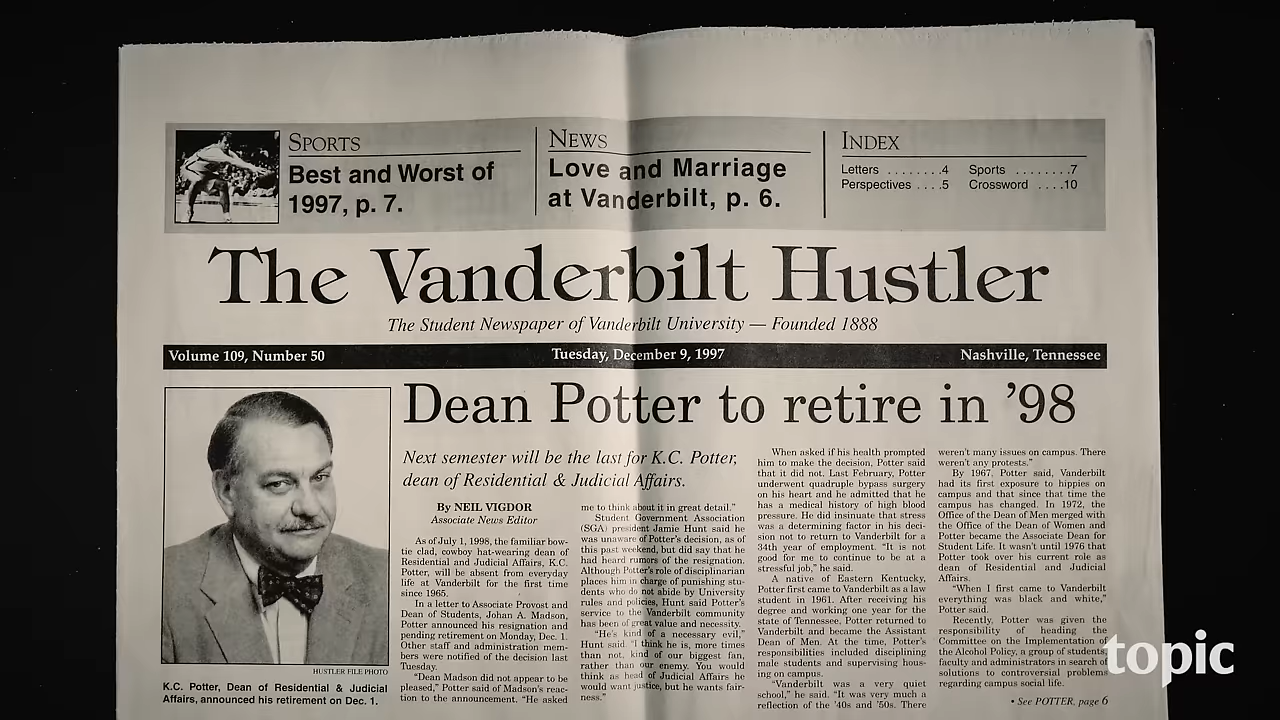 SPORTS
Best and Worst of
1997, p. 7.
NEWS
Love and Marriage
at Vanderbilt, p. 6.
INDEX
Letters ........4 Sports ........7
Perspectives ....5 Crossword ....10
The Vanderbilt Hustler
The Student Newspaper of Vanderbilt University — Founded 1888
Volume 109, Number 50 Tuesday, December 9, 1997 Nashville, Tennessee
Dean Potter to retire in ’98
HUSTLER FILE PHOTO
K.C. Potter, Dean of Residential & Judicial
Affairs, announced his retirement on Dec. 1.
Next semester will be the last for K.C. Potter,
dean of Residential & Judicial Affairs.
By NEIL VIGDOR
Associate News Editor
As of July 1, 1998, the familiar bow-
tie clad, cowboy hat-wearing dean of
Residential and Judicial Affairs, K.C.
Potter, will be absent from everyday
life at Vanderbilt for the first time
since 1965.
In a letter to Associate Provost and
Dean of Students, Johan A. Madson,
Potter announced his resignation and
pending retirement on Monday, Dec. 1.
Other staff and administration mem-
bers were notified of the decision last
Tuesday.
“Dean Madson did not appear to be
pleased,” Potter said of Madson's reac-
tion to the announcement. “He asked
me to think about it in great detail.”
Student Government Association
(SGA) president Jamie Hunt said he
was unaware of Potter's decision, as of
this past weekend, but did say that he
had heard rumors of the resignation.
Although Potter's role of disciplinarian
places him in charge of punishing stu-
dents who do not abide by University
rules and policies, Hunt said Potter's
service to the Vanderbilt community
has been of great value and necessity.
“He's kind of a necessary evil,”
Hunt said. “I think he is, more times
than not, kind of our biggest fan,
rather than our enemy. You would
think as head of Judicial Affairs he
would want justice, but he wants fair-
ness.”
When asked if his health prompted
him to make the decision, Potter said
that it did not. Last February, Potter
underwent quadruple bypass surgery
on his heart and he admitted that he
has a medical history of high blood
pressure. He did insinuate that stress
was a determining factor in his deci-
sion not to return to Vanderbilt for a
34th year of employment. “It is not
good for me to continue to be at a
stressful job,” he said.
A native of Eastern Kentucky,
Potter first came to Vanderbilt as a law
student in 1961. After receiving his
degree and working one year for the
state of Tennessee, Potter returned to
Vanderbilt and became the Assistant
Dean of Men. At the time, Potter's
responsibilities included disciplining
male students and supervising hous-
ing on campus.
“Vanderbilt was a very quiet
school,” he said. “It was very much a
reflection of the '40s and '50s. There
weren't many issues on campus. There
weren't any protests.”
By 1967, Potter said, Vanderbilt
had its first exposure to hippies on
campus and that since that time the
campus has changed. In 1972, the
Office of the Dean of Men merged with
the Office of the Dean of Women and
Potter became the Associate Dean for
Student Life. It wasn't until 1976 that
Potter took over his current role as
dean of Residential and Judicial
Affairs.
“When I first came to Vanderbilt
everything was black and white,”
Potter said.
Recently, Potter was given the
responsibility of heading the
Committee on the Implementation of
the Alcohol Policy, a group of students,
faculty and administrators in search of
solutions to controversial problems
regarding campus social life.
• See POTTER, page 6
topic